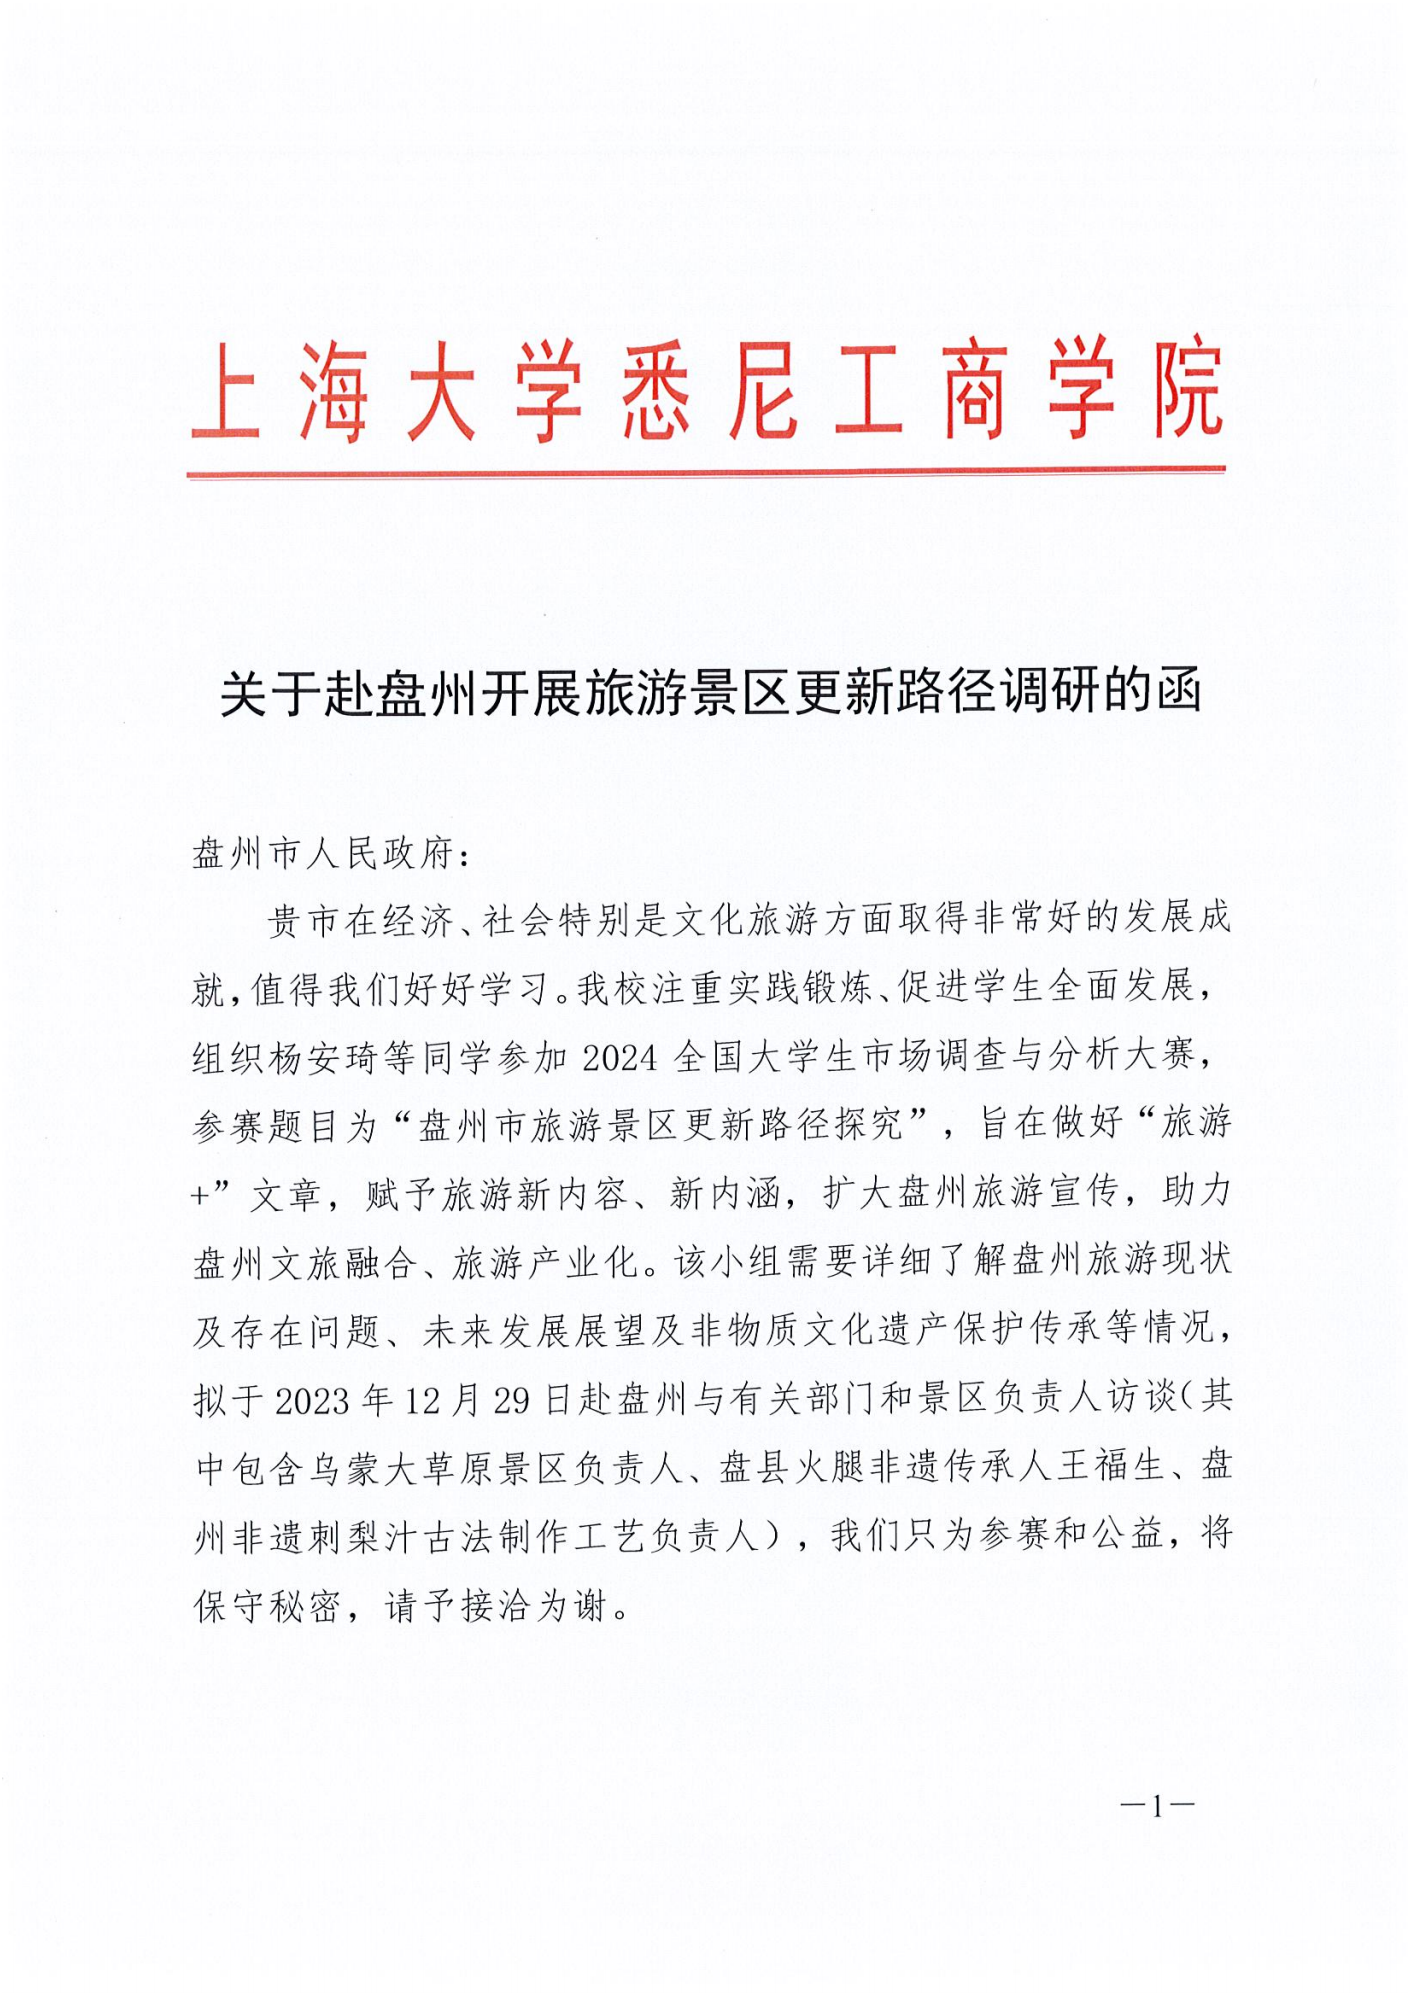 上海大学悉尼工商学院
关于赴盘州开展旅游景区更新路径调研的函
盘州市人民政府：
贵市在经济、社会特别是文化旅游方面取得非常好的发展成
就，值得我们好好学习。我校注重实践锻炼、促进学生全面发展，
组织杨安琦等同学参加 2024 全国大学生市场调查与分析大赛，
参赛题目为“盘州市旅游景区更新路径探究”，旨在做好“旅游
+”文章，赋予旅游新内容、新内涵，扩大盘州旅游宣传，助力
盘州文旅融合、旅游产业化。该小组需要详细了解盘州旅游现状
及存在问题、未来发展展望及非物质文化遗产保护传承等情况，
拟于 2023 年 12 月 29 日赴盘州与有关部门和景区负责人访谈（其
中包含乌蒙大草原景区负责人、盘县火腿非遗传承人王福生、盘
州非遗刺梨汁古法制作工艺负责人），我们只为参赛和公益，将
保守秘密，请予接洽为谢。
—1—